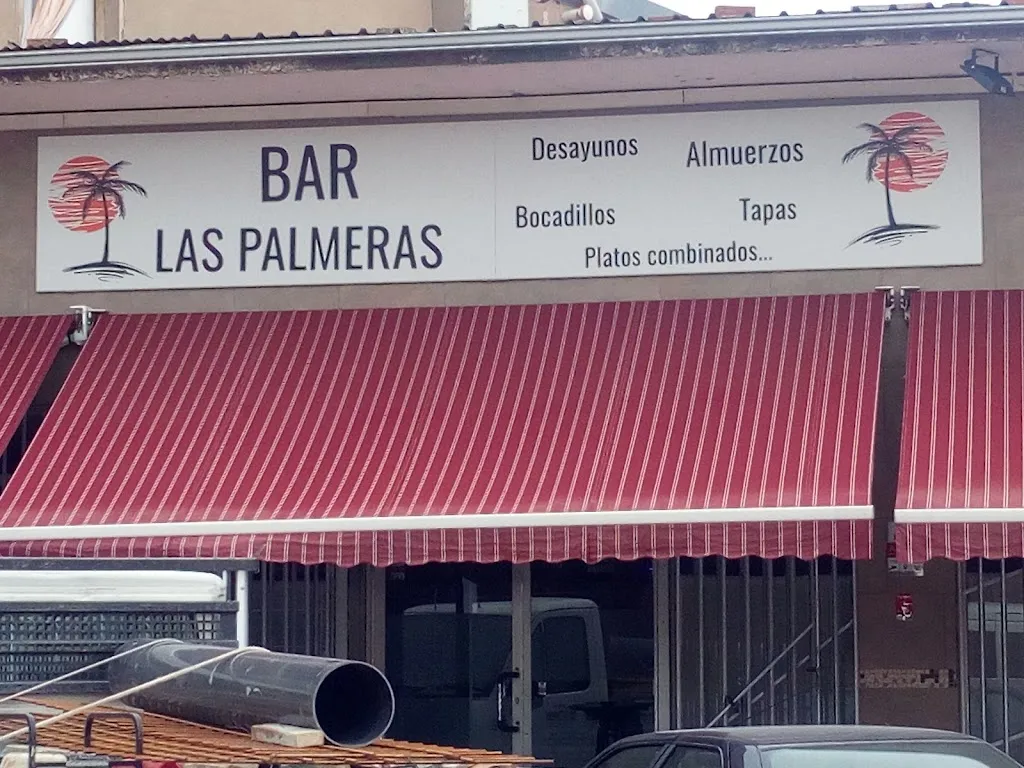 BAR
LAS PALMERAS
Desayunos
Almuerzos
Bocadillos
Tapas
Platos combinados...